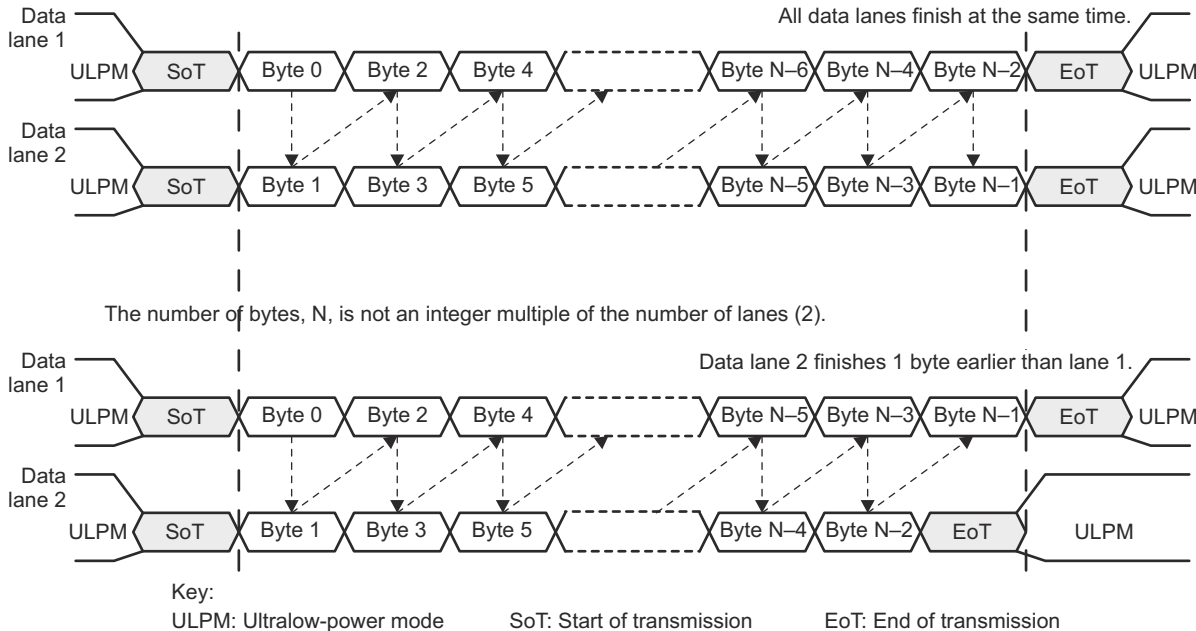 Data
lane 1
All data lanes finish at the same time.
ULPM SoT Byte 0 Byte 2 Byte 4 Byte N–6 Byte N–4 Byte N–2 EoT ULPM
Data
lane 2
ULPM SoT Byte 1 Byte 3 Byte 5 Byte N–5 Byte N–3 Byte N–1 EoT ULPM
The number of bytes, N, is not an integer multiple of the number of lanes (2).
Data
lane 1
Data lane 2 finishes 1 byte earlier than lane 1.
ULPM SoT Byte 0 Byte 2 Byte 4 Byte N–5 Byte N–3 Byte N–1 EoT ULPM
Data
lane 2
ULPM SoT Byte 1 Byte 3 Byte 5 Byte N–4 Byte N–2 EoT ULPM
Key:
ULPM: Ultralow-power mode SoT: Start of transmission EoT: End of transmission